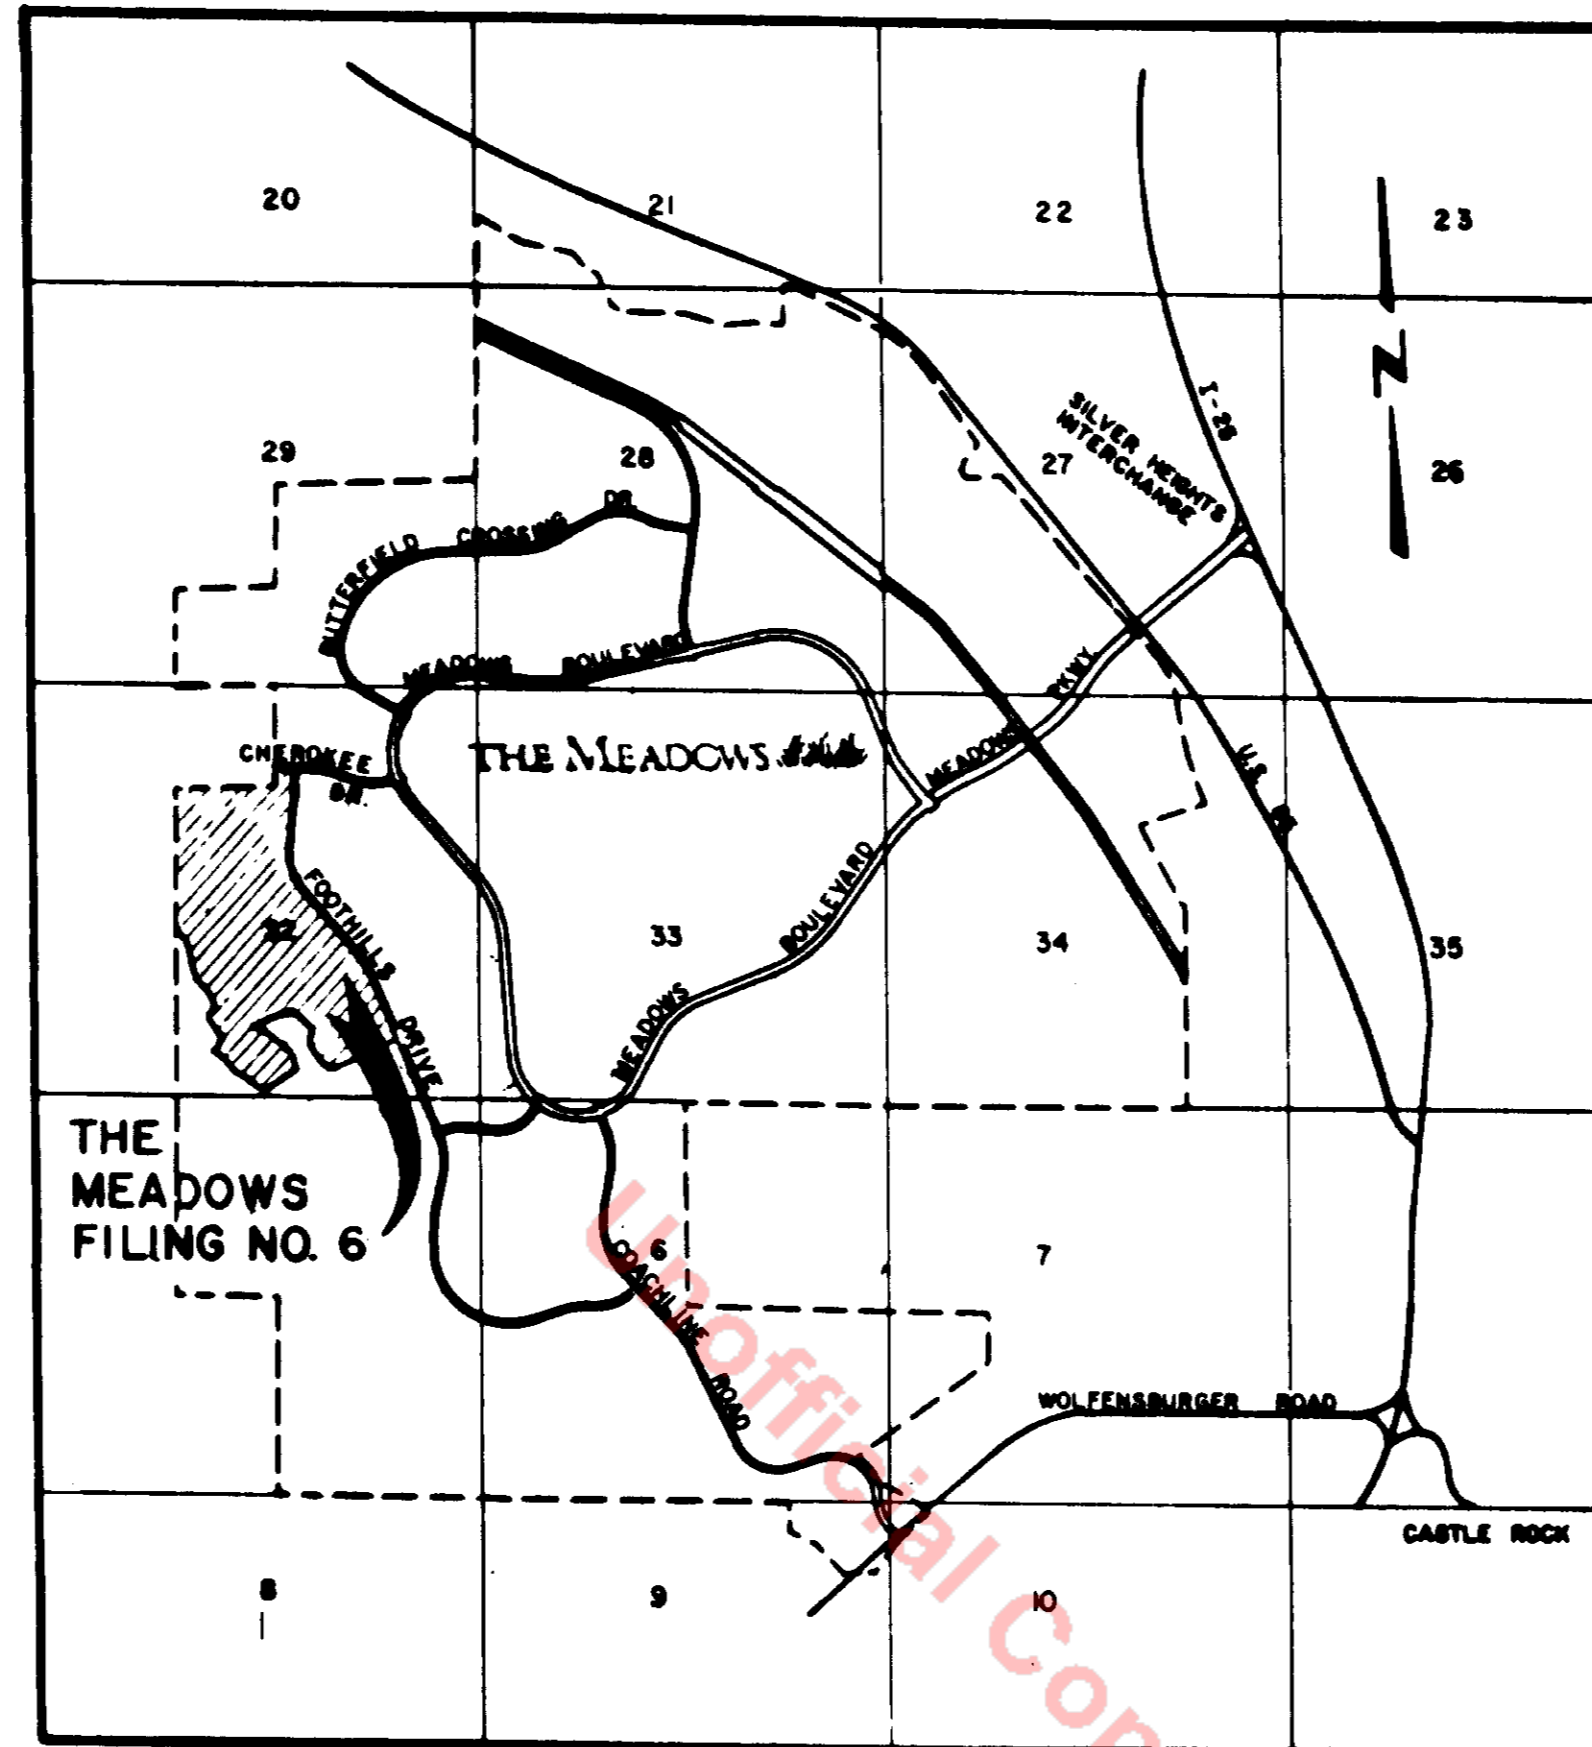 20
21
22
23
29
28
27
26
SILVER HEIGHTS
INTERCHANGE
I-25
BUTTERFIELD CROSSING DR.
MEADOWS BOULEVARD
MEADOWS PKWY.
CHEROKEE
DR.
THE MEADOWS
U.S.
FOOTHILLS DRIVE
32
33
34
35
MEADOWS BOULEVARD
THE
MEADOWS
FILING NO. 6
6
7
COACHLINE ROAD
WOLFENSBURGER ROAD
CASTLE ROCK
8
9
10
N
Unofficial Cop